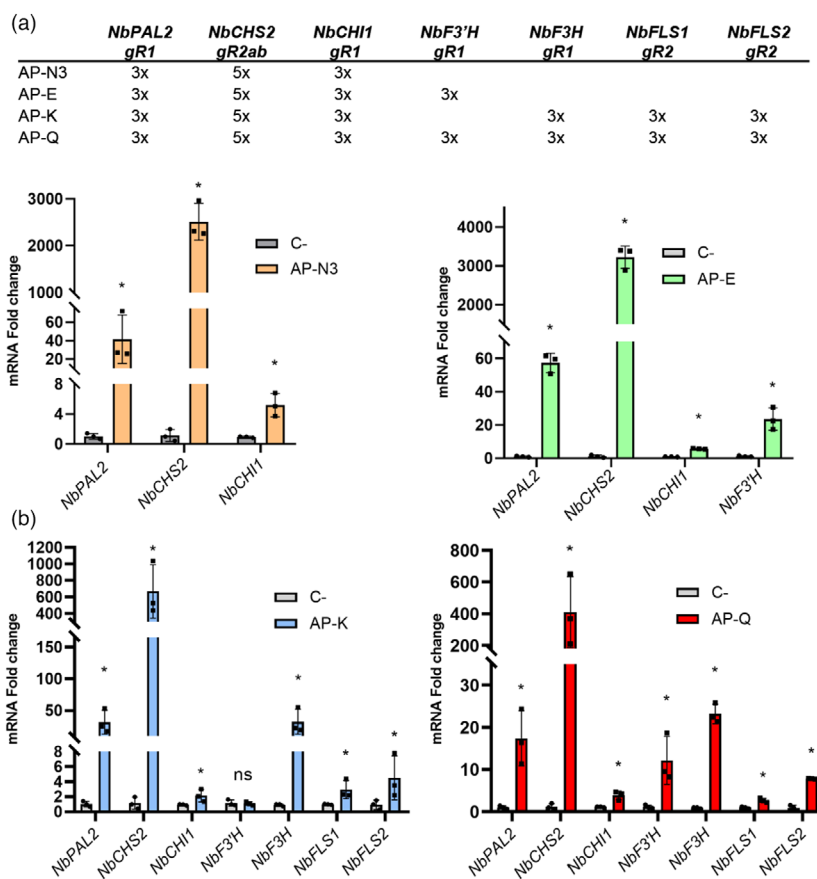 (a)
NbPAL2 NbCHS2 NbCHI1 NbF3'H NbF3H NbFLS1 NbFLS2
gR1 gR2ab gR1 gR1 gR1 gR2 gR2
AP-N3 3x 5x 3x
AP-E 3x 5x 3x 3x
AP-K 3x 5x 3x 3x 3x 3x
AP-Q 3x 5x 3x 3x 3x 3x 3x
mRNA Fold change
3000
2000
1000
60
40
20
8
4
0
* * *
C-
AP-N3
NbPAL2 NbCHS2 NbCHI1
mRNA Fold change
4000
3000
2000
60
40
20
0
* * * *
C-
AP-E
NbPAL2 NbCHS2 NbCHI1 NbF3'H
(b)
mRNA Fold change
1200
1000
800
600
400
200
150
100
50
8
6
4
2
0
* * * ns * * *
C-
AP-K
NbPAL2 NbCHS2 NbCHI1 NbF3'H NbF3H NbFLS1 NbFLS2
mRNA Fold change
800
600
400
200
30
20
10
0
* * * * * * *
C-
AP-Q
NbPAL2 NbCHS2 NbCHI1 NbF3'H NbF3H NbFLS1 NbFLS2